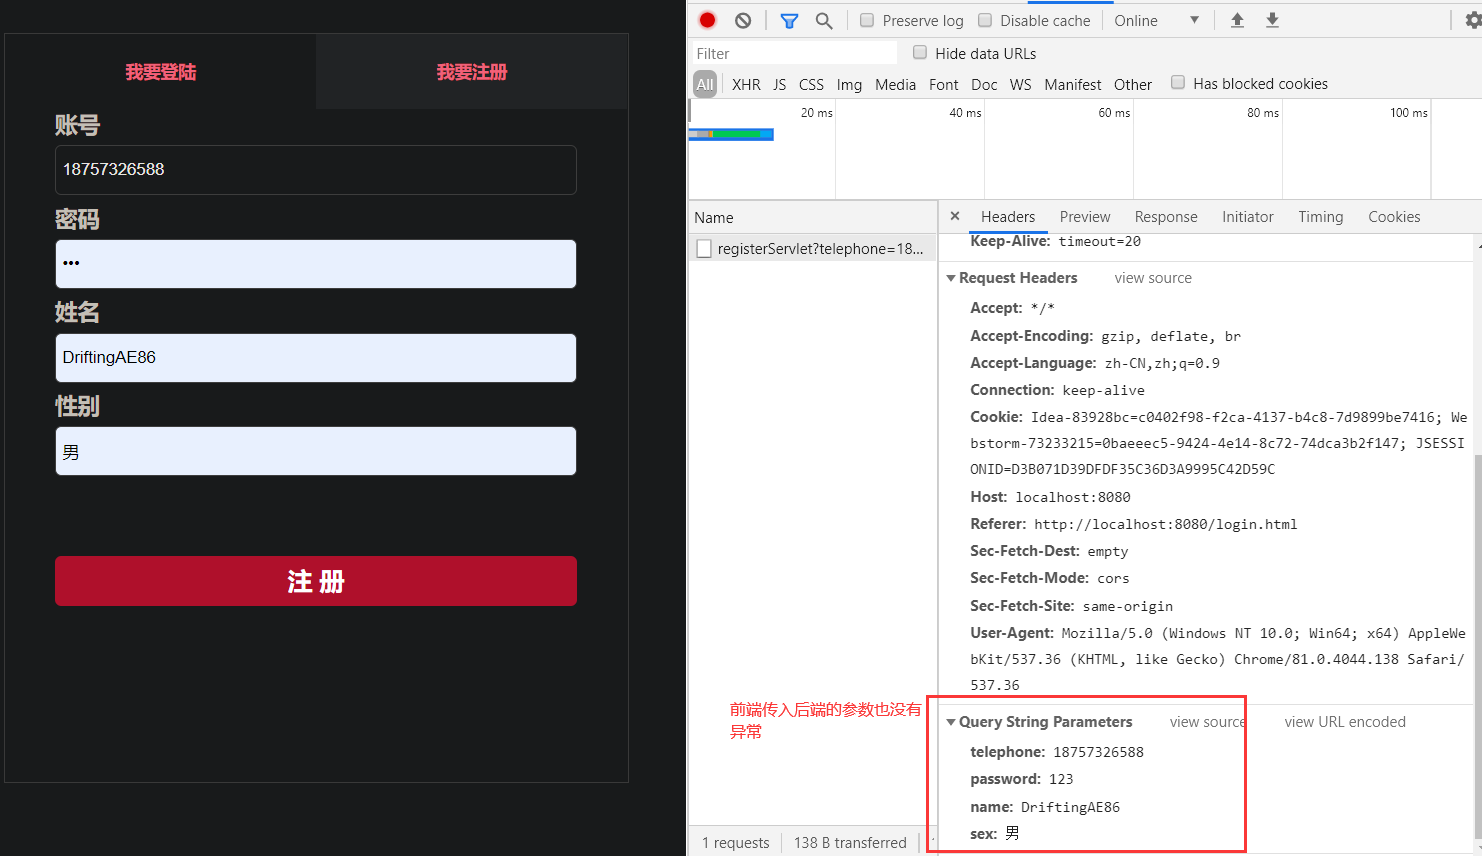 我要登陆
我要注册
账号
18757326588
密码
•••
姓名
DriftingAE86
性别
男
注 册
Preserve log
Disable cache
Online
Filter
Hide data URLs
All
XHR
JS
CSS
Img
Media
Font
Doc
WS
Manifest
Other
Has blocked cookies
20 ms
40 ms
60 ms
80 ms
100 ms
Name
registerServlet?telephone=18...
1 requests
138 B transferred
× Headers Preview Response Initiator Timing Cookies
Keep-Alive: timeout=20
Request Headers view source
Accept: */*
Accept-Encoding: gzip, deflate, br
Accept-Language: zh-CN,zh;q=0.9
Connection: keep-alive
Cookie: Idea-83928bc=c0402f98-f2ca-4137-b4c8-7d9899be7416; We
bstorm-73233215=0baeeec5-9424-4e14-8c72-74dca3b2f147; JSESSI
ONID=D3B071D39DFDF35C36D3A9995C42D59C
Host: localhost:8080
Referer: http://localhost:8080/login.html
Sec-Fetch-Dest: empty
Sec-Fetch-Mode: cors
Sec-Fetch-Site: same-origin
User-Agent: Mozilla/5.0 (Windows NT 10.0; Win64; x64) AppleWe
bKit/537.36 (KHTML, like Gecko) Chrome/81.0.4044.138 Safari/
537.36
前端传入后端的参数也没有
异常
Query String Parameters view source view URL encoded
telephone: 18757326588
password: 123
name: DriftingAE86
sex: 男